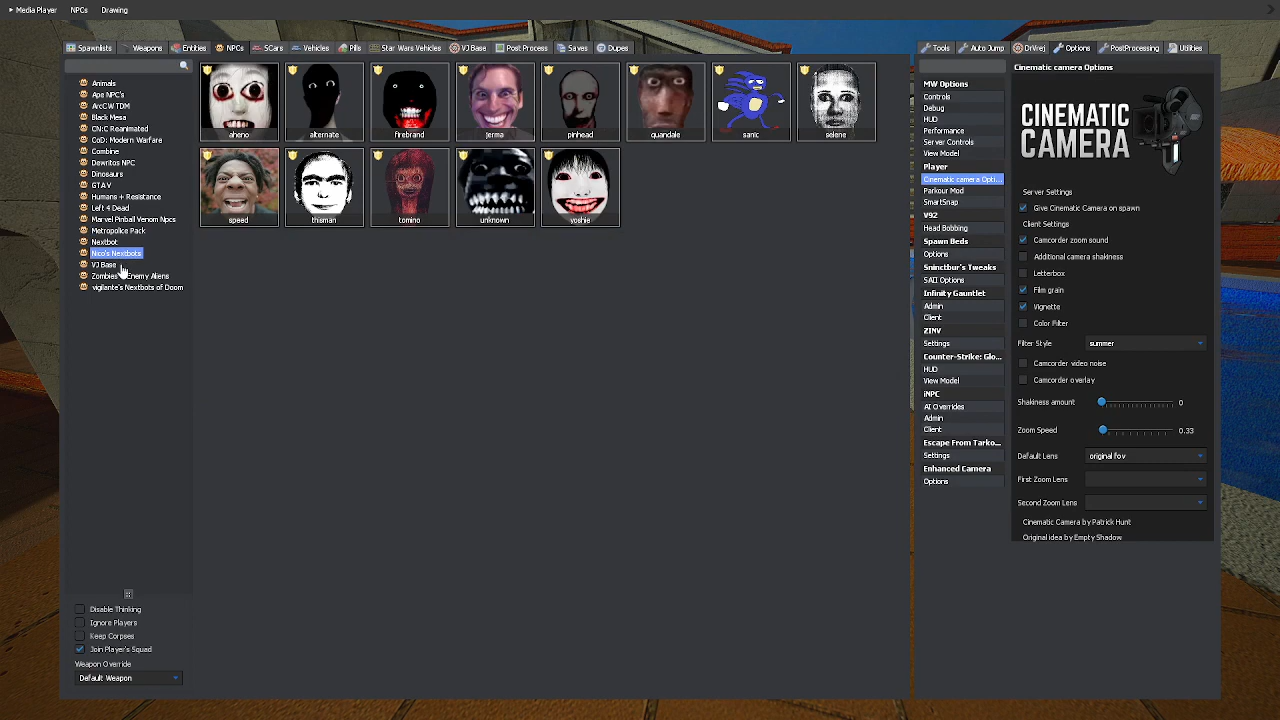 Media Player NPCs Drawing
Spawnlists Weapons Entities NPCs SCars Vehicles Pills Star Wars Vehicles VJ Base Post Process Saves Dupes
Animals
Ape NPC's
ArcCW TDM
Black Mesa
CN:C Reanimated
CoD: Modern Warfare
Combine
Dewritos NPC
Dinosaurs
GTA V
Humans + Resistance
Left 4 Dead
Marvel Pinball Venom Npcs
Metropolice Pack
Nextbot
Nico's Nextbots
VJ Base
Zombies Enemy Aliens
vigilante's Nextbots of Doom
aheno alternate firebrand jerma pinhead quandale sanic selene
speed thisman tomino unknown yoshie
Disable Thinking
Ignore Players
Keep Corpses
Join Player's Squad
Weapon Override
Default Weapon
Tools Auto Jump DriVej Options PostProcessing Utilities
MW Options
Controls
Debug
HUD
Performance
Server Controls
View Model
Player
Cinematic camera Opti...
Parkour Mod
SmartSnap
V92
Head Bobbing
Spawn Beds
Options
Sninctbur's Tweaks
SAII Options
Infinity Gauntlet
Admin
Client
ZINV
Settings
Counter-Strike: Glo...
HUD
View Model
iNPC
AI Overrides
Admin
Client
Escape From Tarko...
Settings
Enhanced Camera
Options
Cinematic camera Options
CINEMATIC
CAMERA
Server Settings
Give Cinematic Camera on spawn
Client Settings
Camcorder zoom sound
Additional camera shakiness
Letterbox
Film grain
Vignette
Color Filter
Filter Style summer
Camcorder video noise
Camcorder overlay
Shakiness amount 0
Zoom Speed 0.33
Default Lens original fov
First Zoom Lens
Second Zoom Lens
Cinematic Camera by Patrick Hunt
Original idea by Empty Shadow